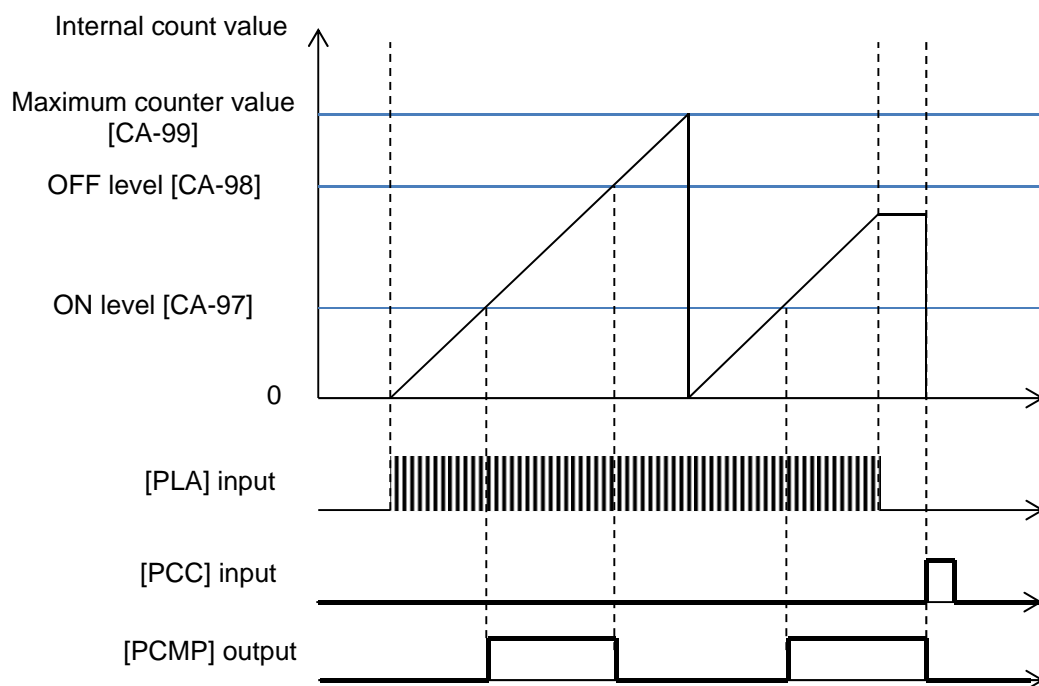 Internal count value
Maximum counter value
[CA-99]
OFF level [CA-98]
ON level [CA-97]
0
[PLA] input
[PCC] input
[PCMP] output